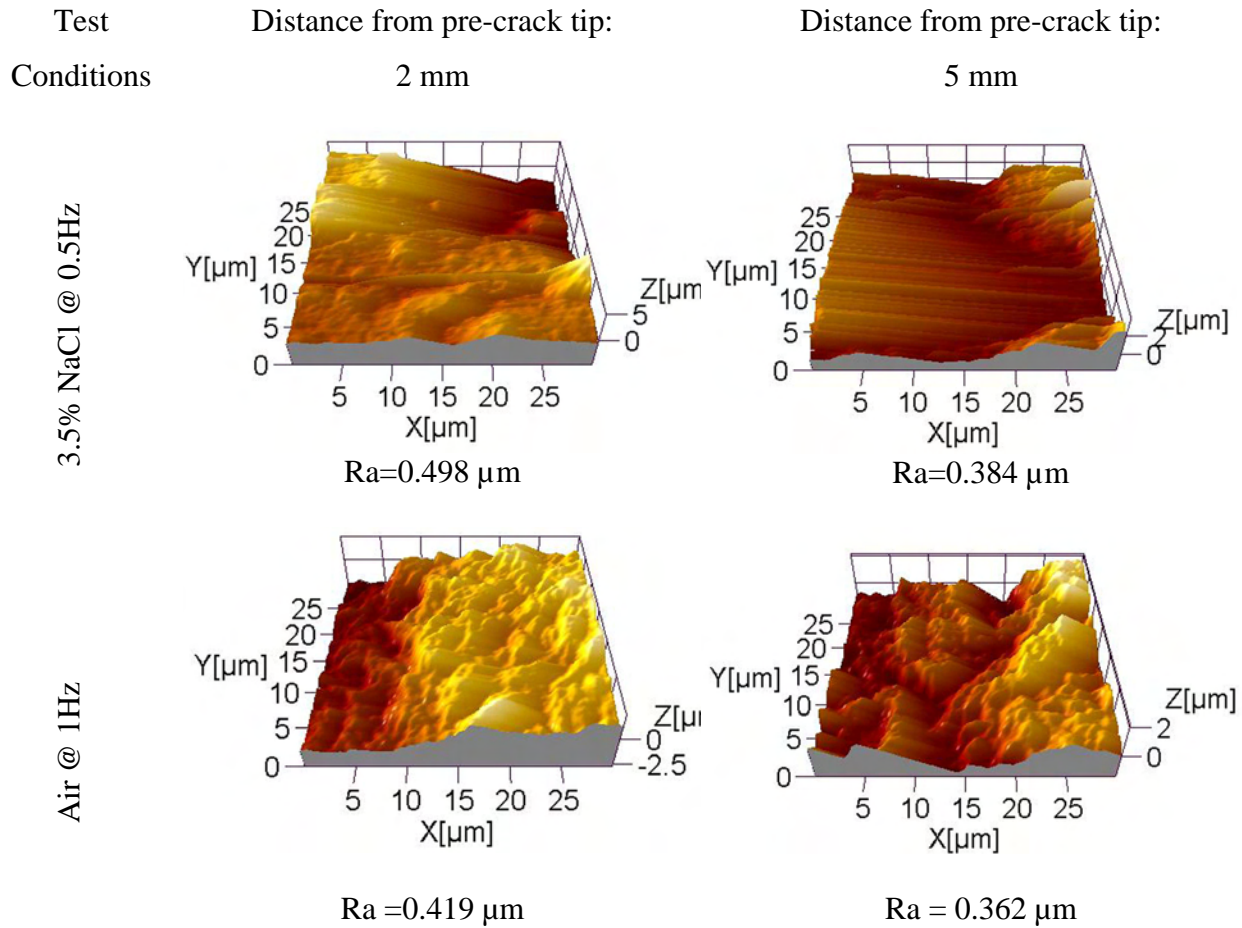 Test Conditions
Distance from pre-crack tip: 2 mm
Distance from pre-crack tip: 5 mm
3.5% NaCl @ 0.5Hz
25
20
Y[µm] 15
10
5
0
5 10 15 20 25
X[µm]
Z[µm
5
0
Ra=0.498 µm
25
20
Y[µm] 15
10
5
0
5 10 15 20 25
X[µm]
Z[µm]
2
0
Ra=0.384 µm
Air @ 1Hz
25
20
Y[µm] 15
10
5
0
5 10 15 20 25
X[µm]
Z[µ
0
-2.5
Ra =0.419 µm
25
20
Y[µm] 15
10
5
0
5 10 15 20 25
X[µm]
Z[µm]
2
0
Ra = 0.362 µm